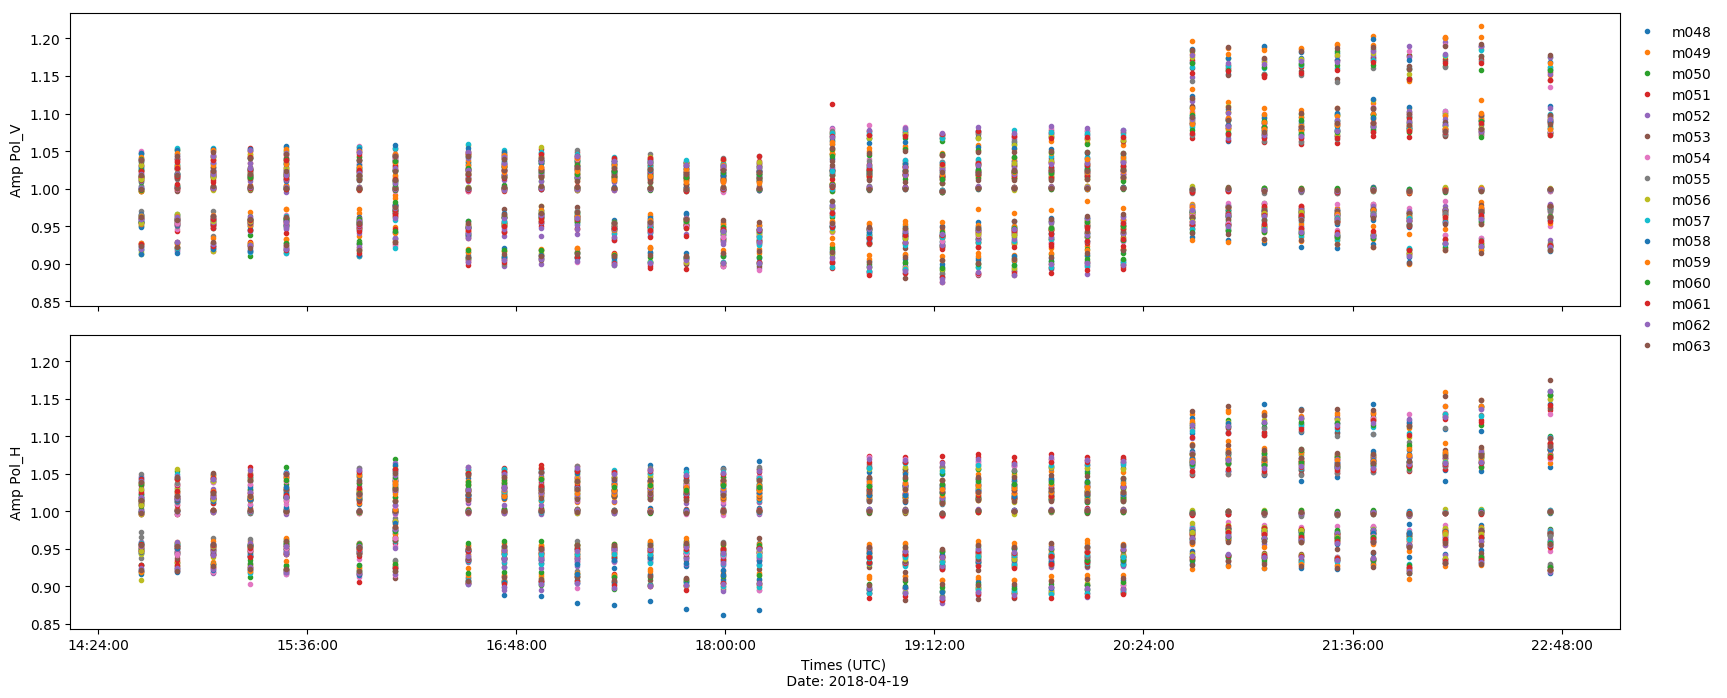 Amp Pol_V
1.20
1.15
1.10
1.05
1.00
0.95
0.90
0.85
m048
m049
m050
m051
m052
m053
m054
m055
m056
m057
m058
m059
m060
m061
m062
m063
Amp Pol_H
1.20
1.15
1.10
1.05
1.00
0.95
0.90
0.85
14:24:00 15:36:00 16:48:00 18:00:00 19:12:00 20:24:00 21:36:00 22:48:00
Times (UTC)
Date: 2018-04-19